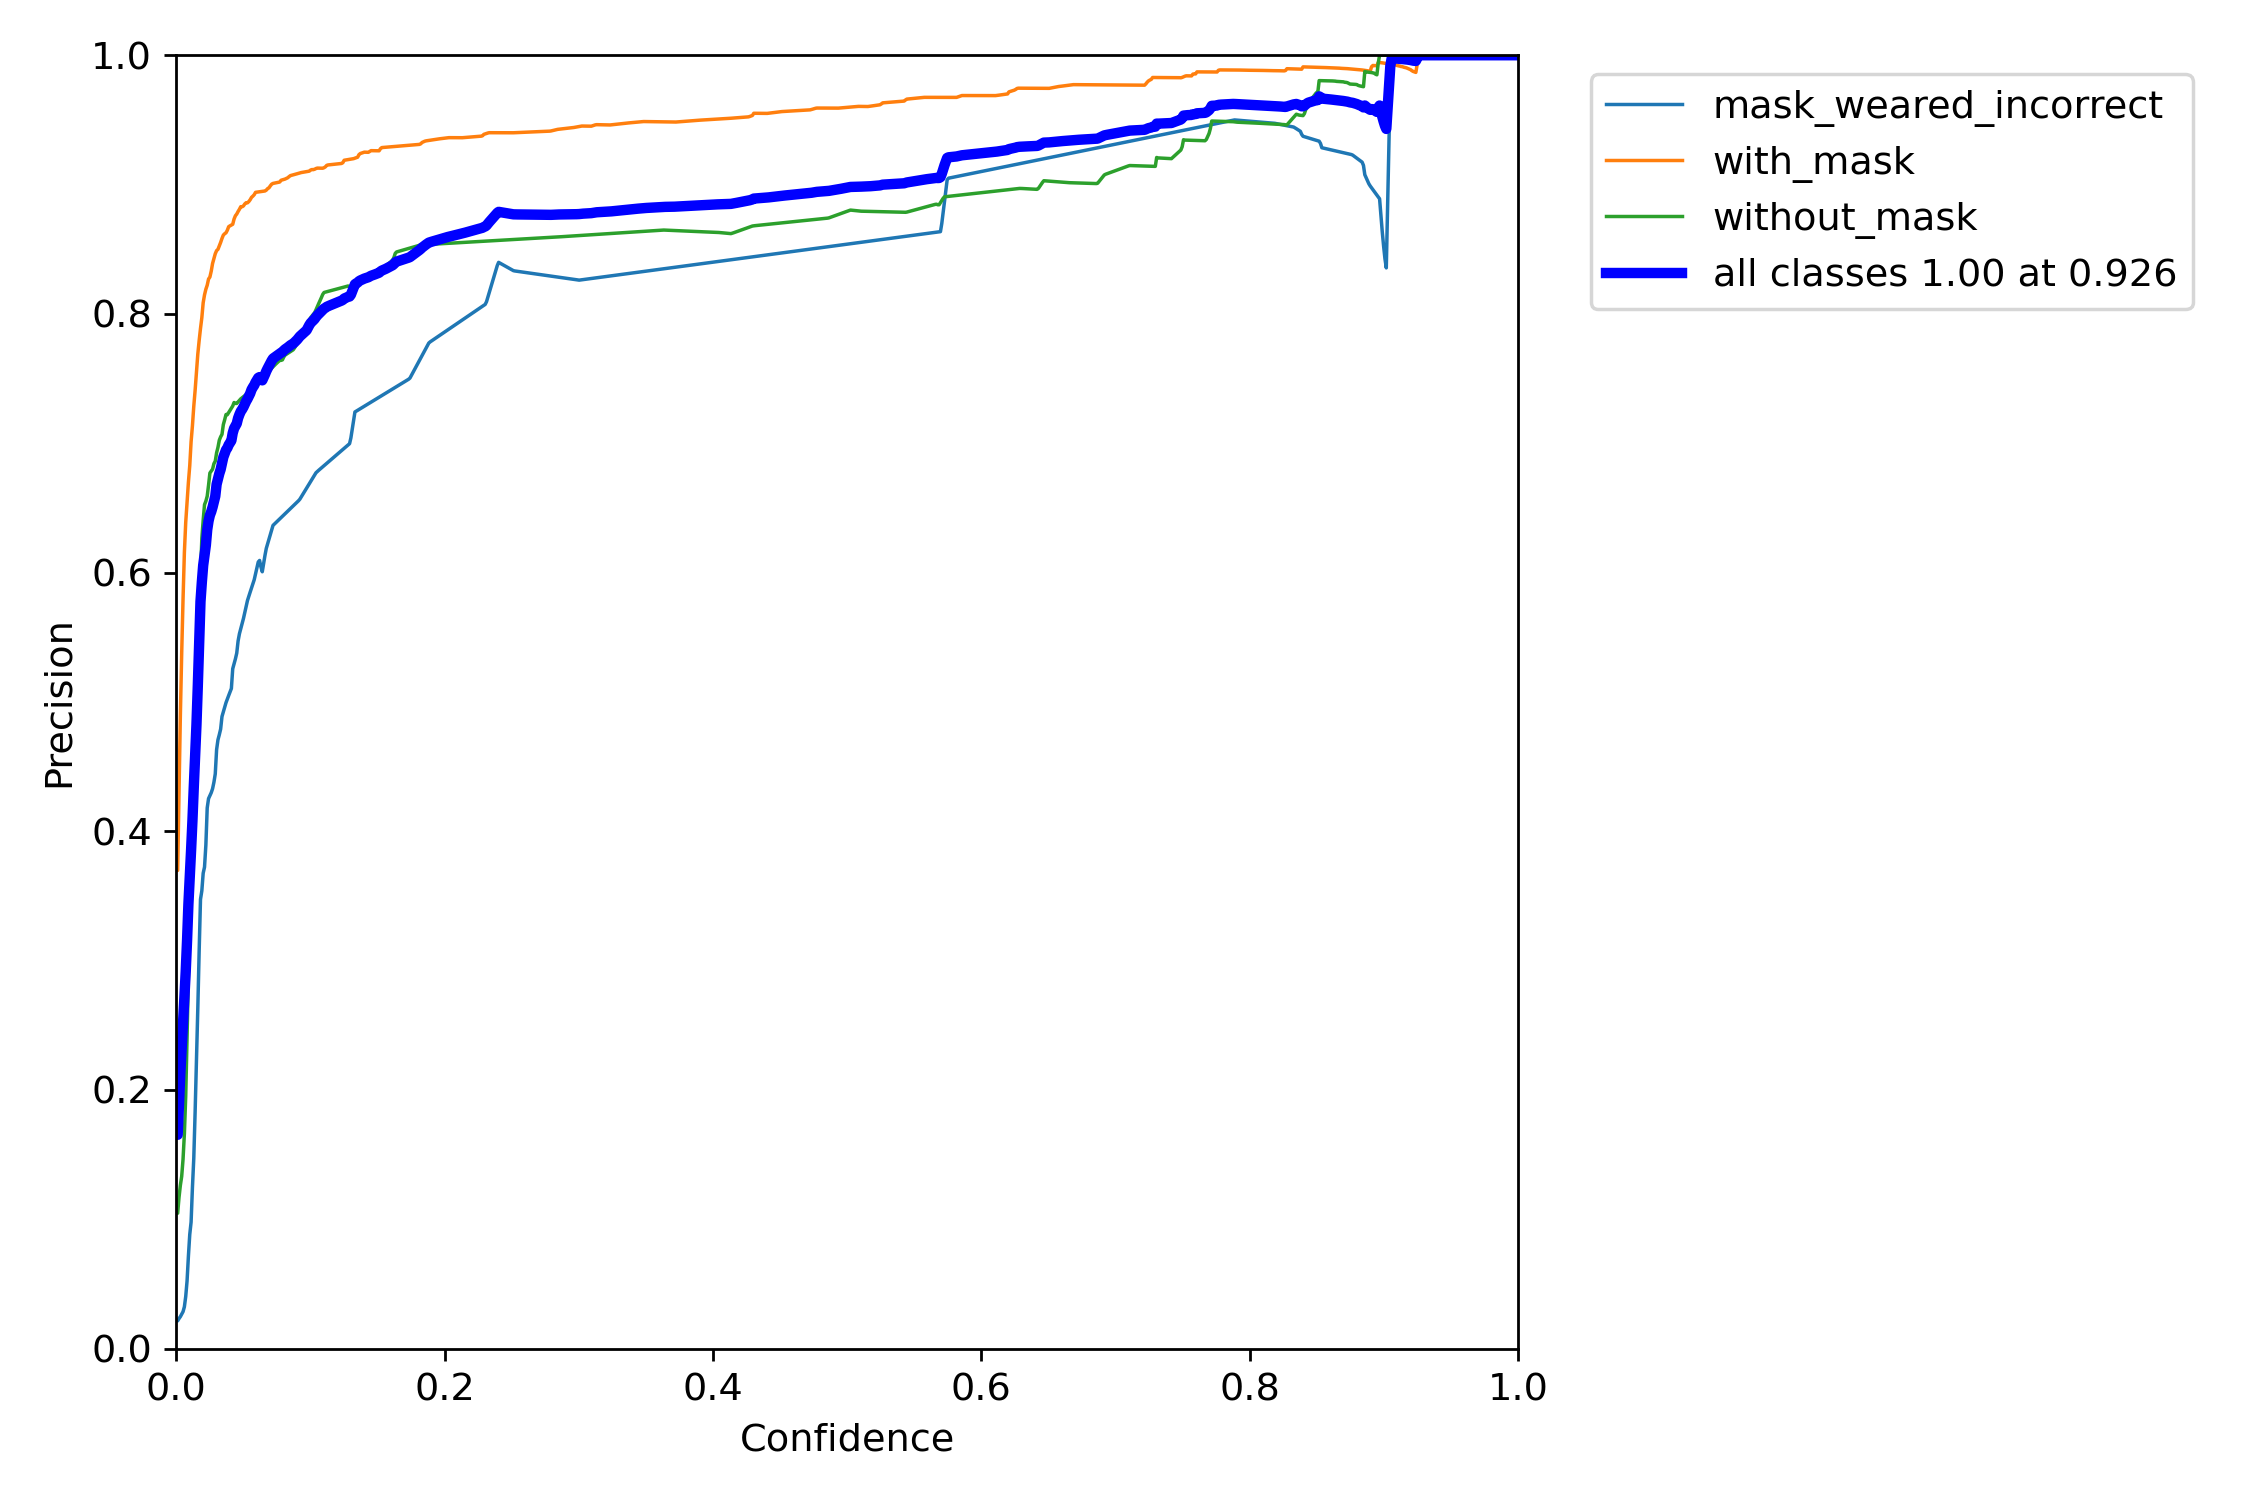 1.0
0.8
0.6
0.4
0.2
0.0
Precision
0.0 0.2 0.4 0.6 0.8 1.0
Confidence
mask_weared_incorrect
with_mask
without_mask
all classes 1.00 at 0.926